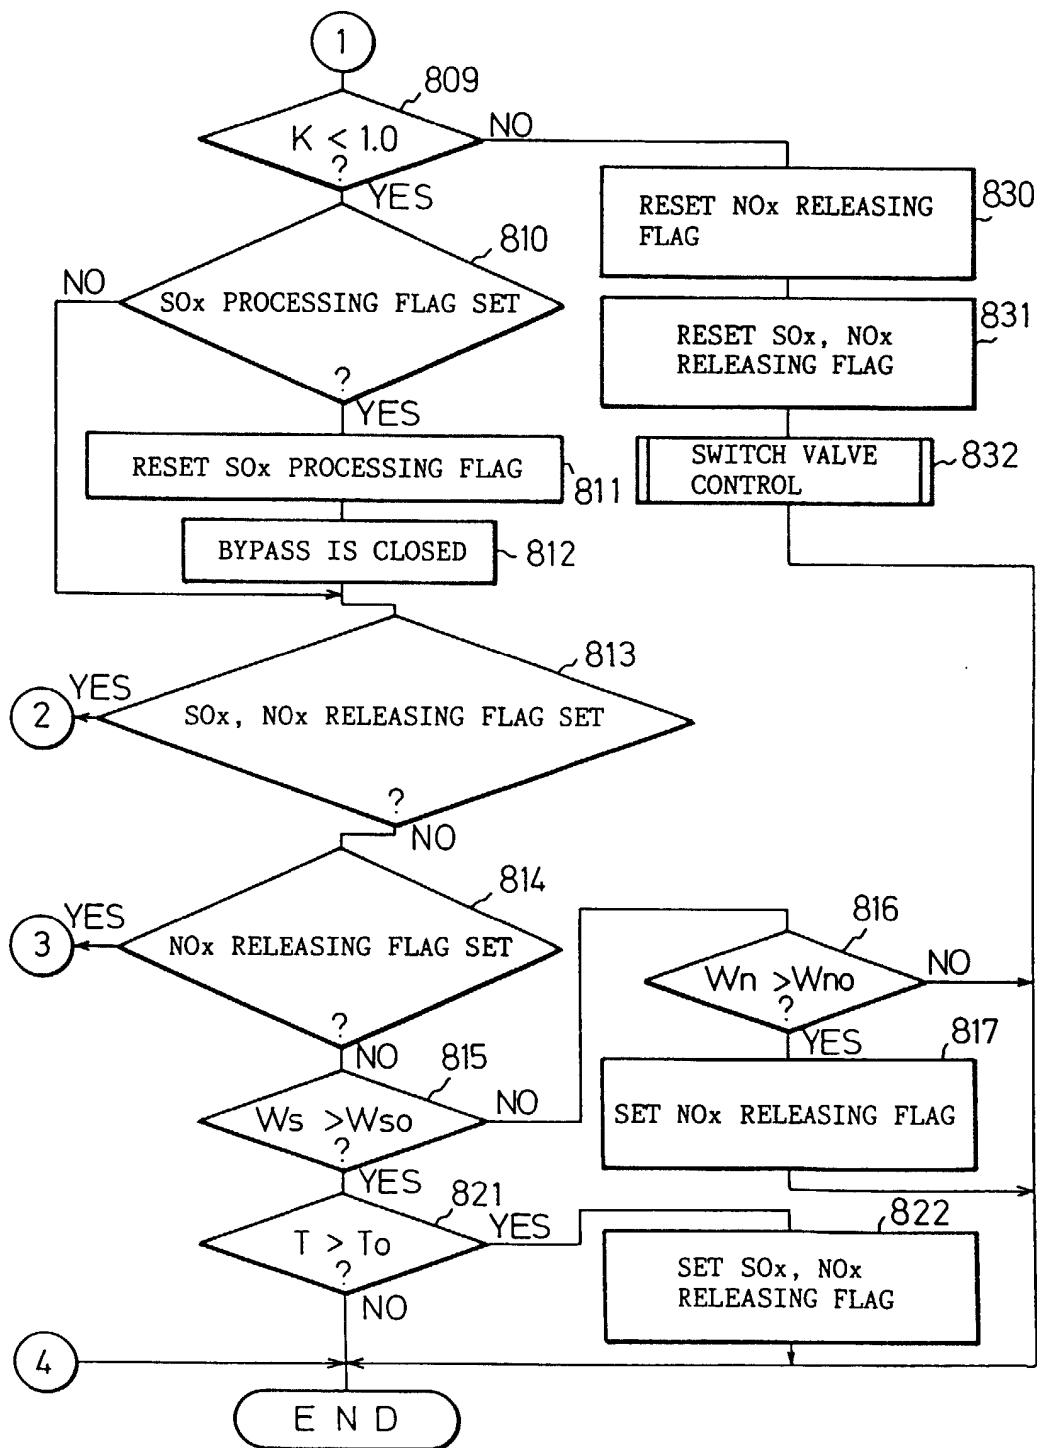 1
809
K < 1.0
?
NO
YES
RESET NOx RELEASING
FLAG
830
810
NO
SOx PROCESSING FLAG SET
?
YES
RESET SOx, NOx
RELEASING FLAG
831
RESET SOx PROCESSING FLAG
811
SWITCH VALVE
CONTROL
832
BYPASS IS CLOSED
812
813
YES
2
SOx, NOx RELEASING FLAG SET
?
NO
814
YES
3
NOx RELEASING FLAG SET
?
NO
816
Wn >Wno
?
NO
YES
817
SET NOx RELEASING FLAG
815
Ws >Wso
?
NO
YES
821
T > To
?
YES
NO
822
SET SOx, NOx
RELEASING FLAG
4
END